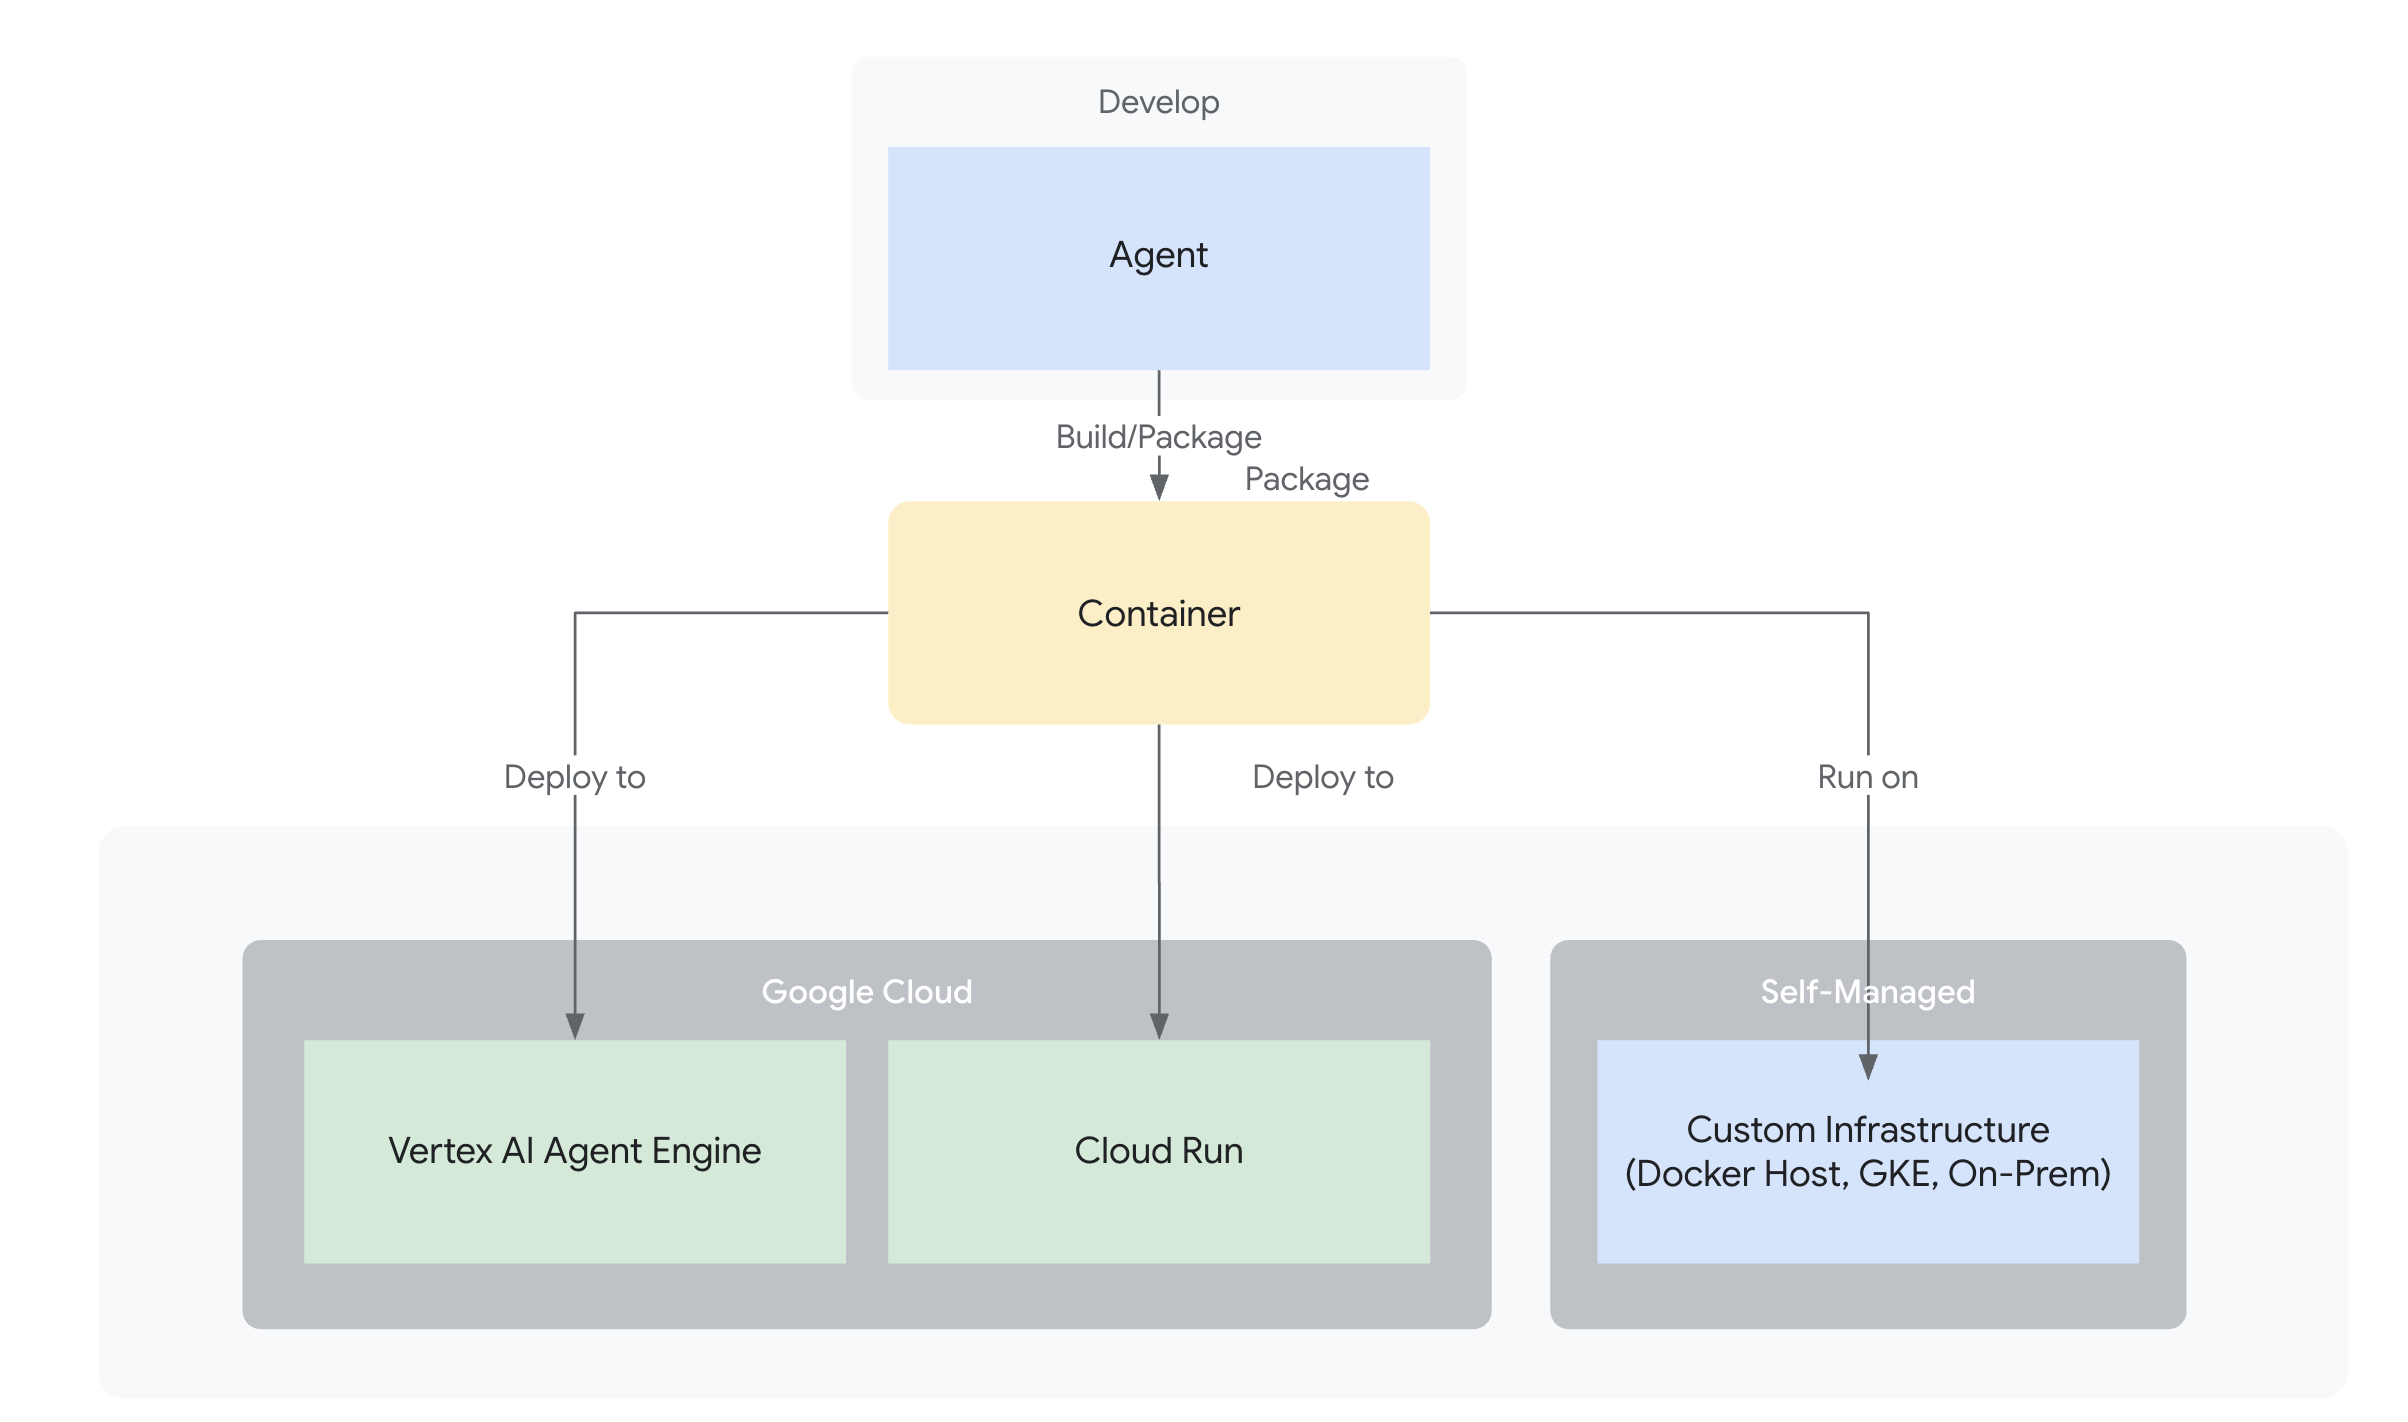 Develop
Agent
Build/Package
Package
Container
Deploy to
Deploy to
Run on
Google Cloud
Self-Managed
Vertex AI Agent Engine
Cloud Run
Custom Infrastructure
(Docker Host, GKE, On-Prem)